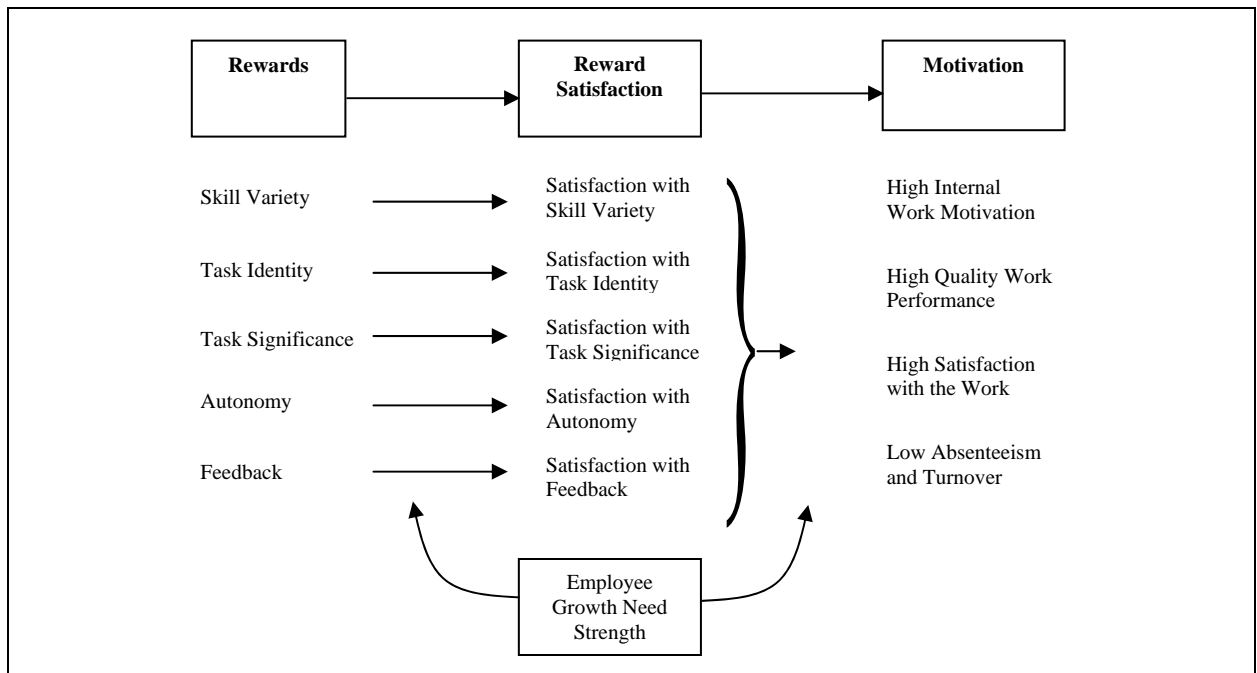 Rewards
Reward
Satisfaction
Motivation
Skill Variety
Task Identity
Task Significance
Autonomy
Feedback
Satisfaction with
Skill Variety
Satisfaction with
Task Identity
Satisfaction with
Task Significance
Satisfaction with
Autonomy
Satisfaction with
Feedback
High Internal
Work Motivation
High Quality Work
Performance
High Satisfaction
with the Work
Low Absenteeism
and Turnover
Employee
Growth Need
Strength